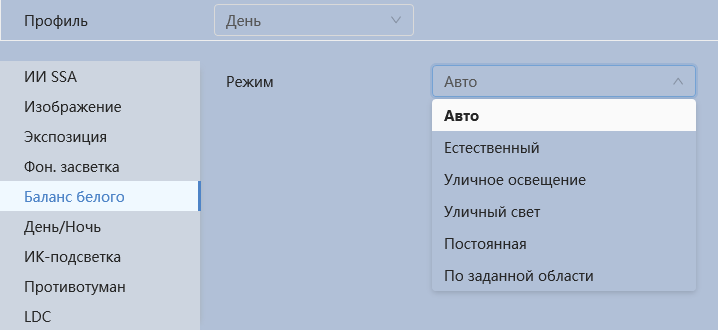 Профиль
День
ИИ SSA
Изображение
Экспозиция
Фон. засветка
Баланс белого
День/Ночь
ИК-подсветка
Противотуман
LDC
Режим
Авто
Авто
Естественный
Уличное освещение
Уличный свет
Постоянная
По заданной области